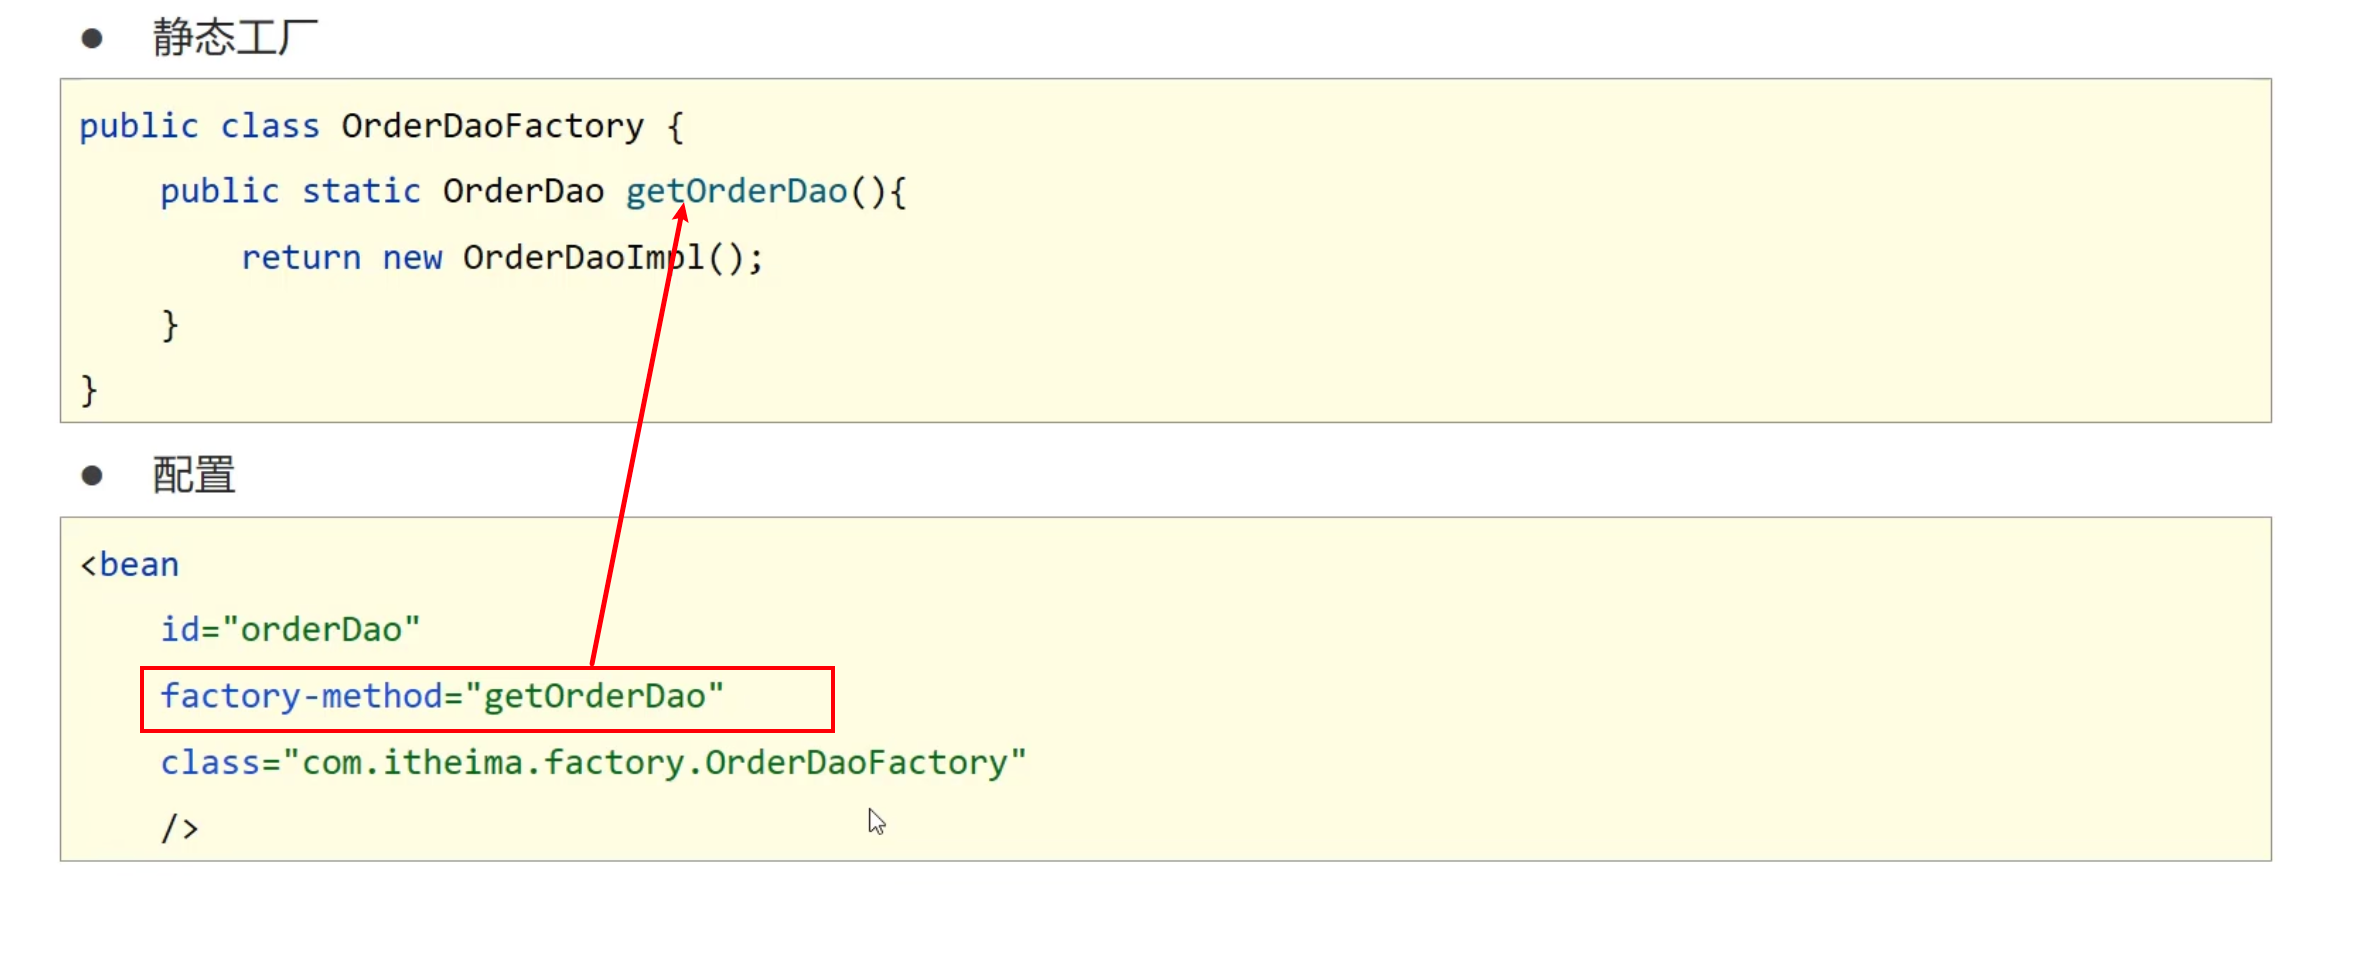 ● 静态工厂
public class OrderDaoFactory {
    public static OrderDao getOrderDao(){
        return new OrderDaoImpl();
    }
}
● 配置
<bean
    id="orderDao"
    factory-method="getOrderDao"
    class="com.itheima.factory.OrderDaoFactory"
    />